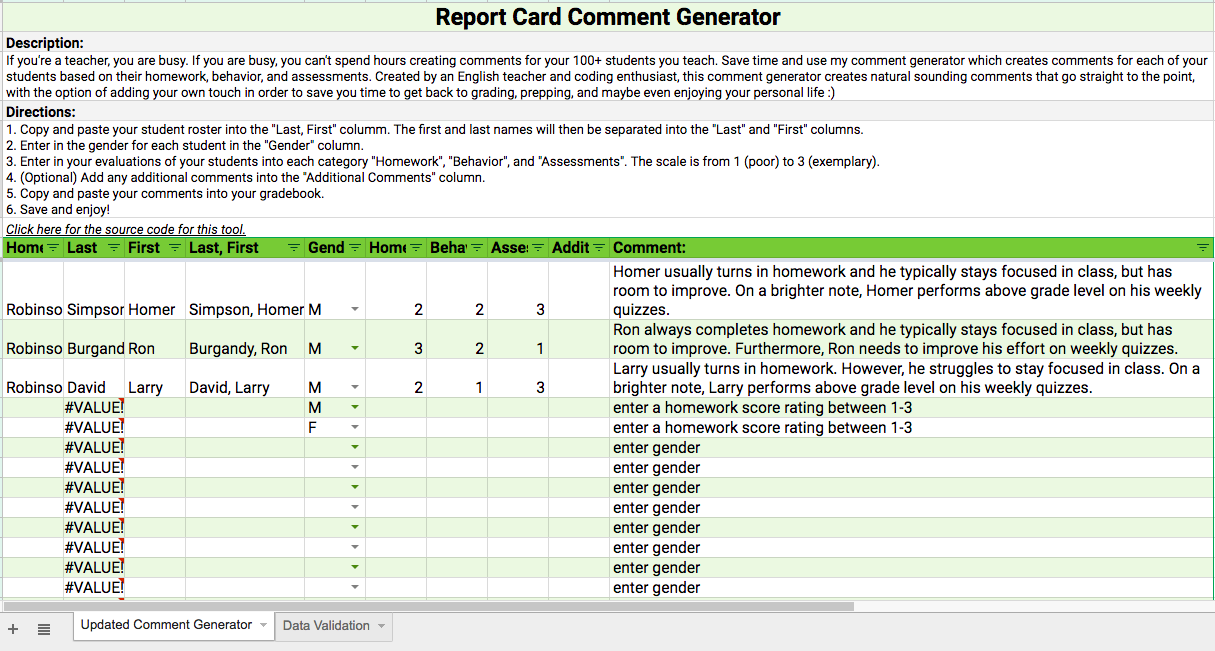 Report Card Comment Generator
Description:
If you're a teacher, you are busy. If you are busy, you can't spend hours creating comments for your 100+ students you teach. Save time and use my comment generator which creates comments for each of your
students based on their homework, behavior, and assessments. Created by an English teacher and coding enthusiast, this comment generator creates natural sounding comments that go straight to the point,
with the option of adding your own touch in order to save you time to get back to grading, prepping, and maybe even enjoying your personal life :)
Directions:
1. Copy and paste your student roster into the "Last, First" columm. The first and last names will then be separated into the "Last" and "First" columns.
2. Enter in the gender for each student in the "Gender" column.
3. Enter in your evaluations of your students into each category "Homework", "Behavior", and "Assessments". The scale is from 1 (poor) to 3 (exemplary).
4. (Optional) Add any additional comments into the "Additional Comments" column.
5. Copy and paste your comments into your gradebook.
6. Save and enjoy!
Click here for the source code for this tool.
Home Last First Last, First Gend Home Beha Asse Addit Comment:
Homer usually turns in homework and he typically stays focused in class, but has
room to improve. On a brighter note, Homer performs above grade level on his weekly
Robinso Simpsor Homer Simpson, Homer M 2 2 3 quizzes.
Ron always completes homework and he typically stays focused in class, but has
Robinso Burgand Ron Burgandy, Ron M 3 2 1 room to improve. Furthermore, Ron needs to improve his effort on weekly quizzes.
Larry usually turns in homework. However, he struggles to stay focused in class. On a
Robinso David Larry David, Larry M 2 1 3 brighter note, Larry performs above grade level on his weekly quizzes.
#VALUE! M enter a homework score rating between 1-3
#VALUE! F enter a homework score rating between 1-3
#VALUE! enter gender
#VALUE! enter gender
#VALUE! enter gender
#VALUE! enter gender
#VALUE! enter gender
#VALUE! enter gender
#VALUE! enter gender
#VALUE! enter gender
Updated Comment Generator Data Validation